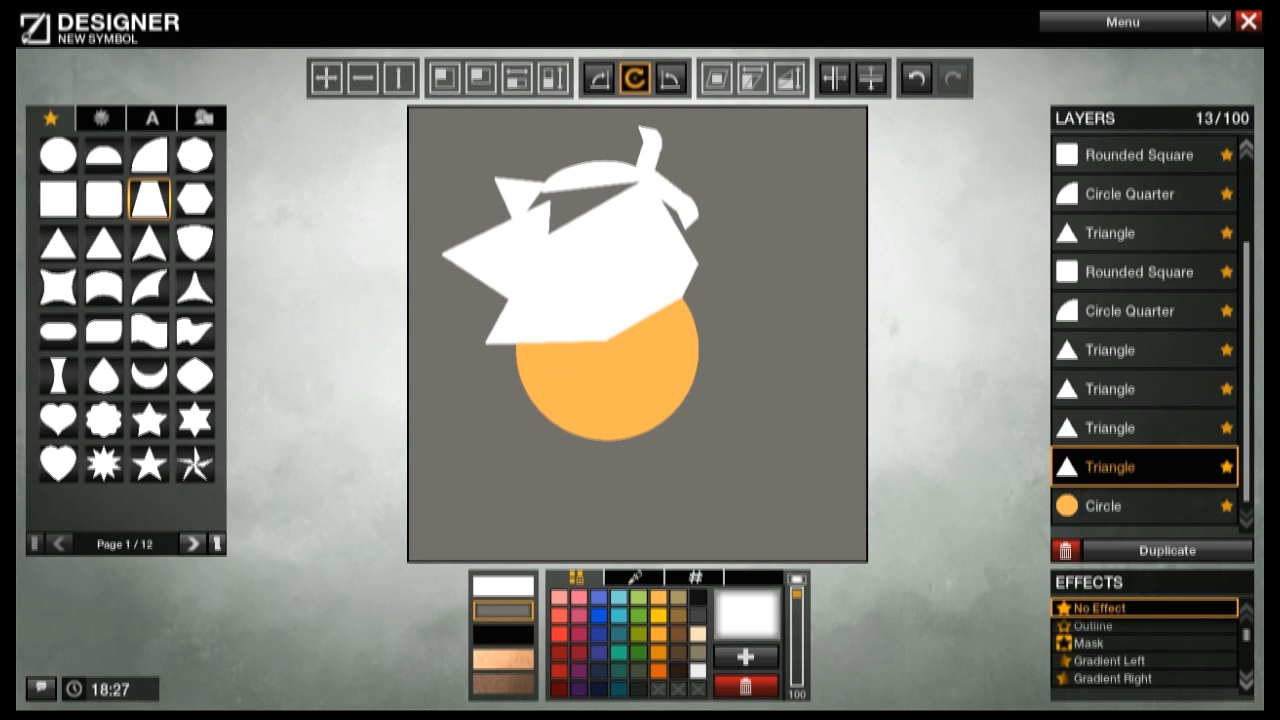 DESIGNER
NEW SYMBOL
Menu
A
LAYERS 13/100
Rounded Square
Circle Quarter
Triangle
Rounded Square
Circle Quarter
Triangle
Triangle
Triangle
Triangle
Circle
Page 1 / 12
Duplicate
#
EFFECTS
No Effect
Outline
Mask
Gradient Left
Gradient Right
18:27
100